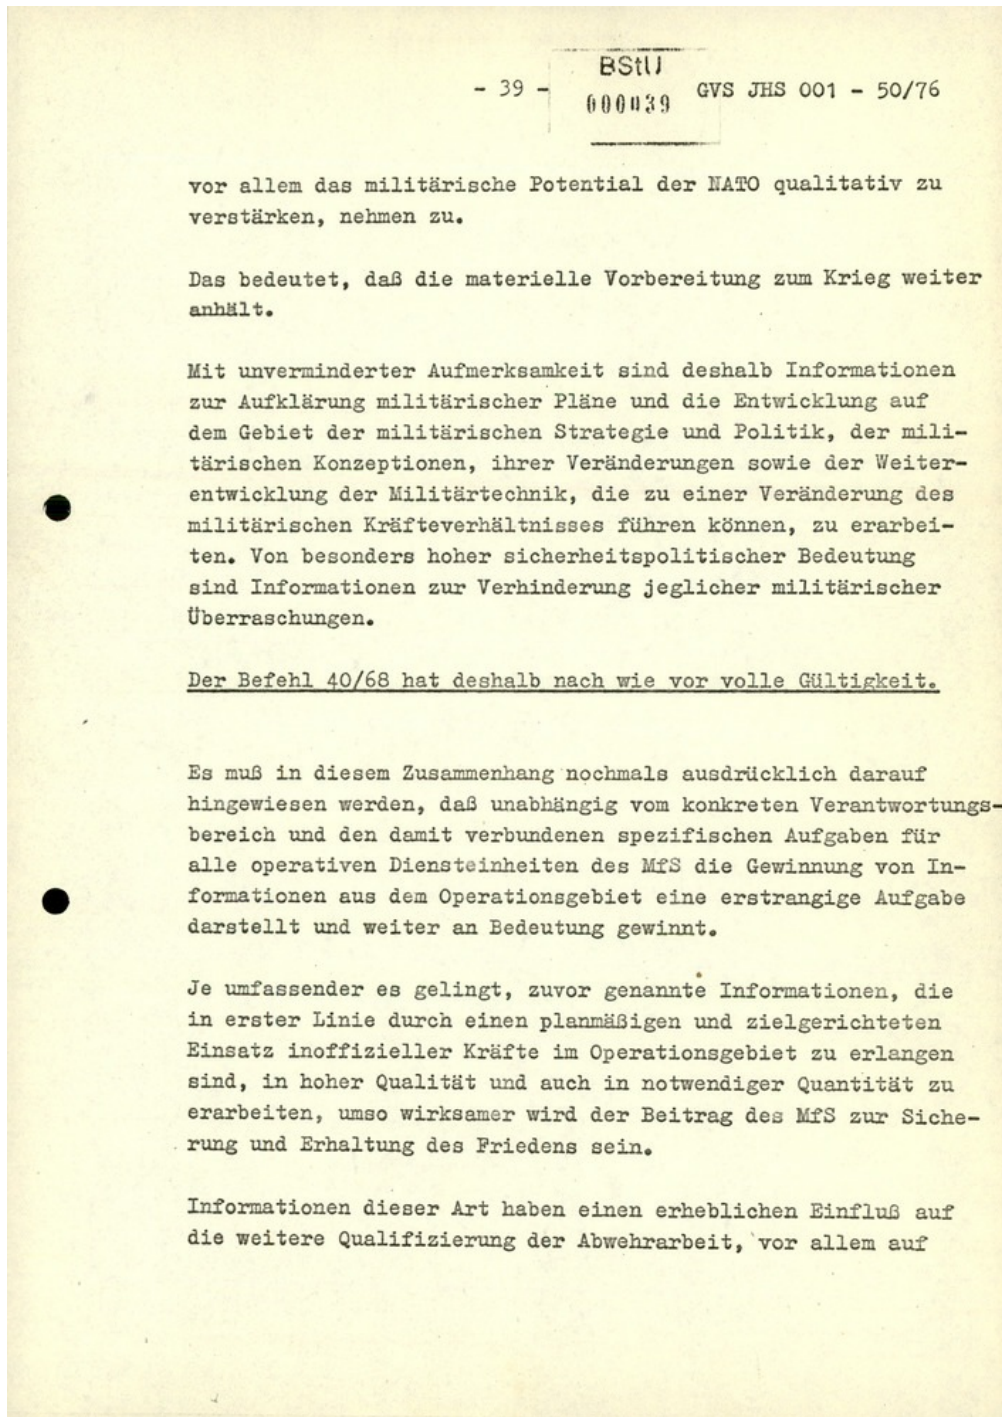 BStU
- 39 - 000039 GVS JHS 001 - 50/76
vor allem das militärische Potential der NATO qualitativ zu
verstärken, nehmen zu.
Das bedeutet, daß die materielle Vorbereitung zum Krieg weiter
anhält.
Mit unverminderter Aufmerksamkeit sind deshalb Informationen
zur Aufklärung militärischer Pläne und die Entwicklung auf
dem Gebiet der militärischen Strategie und Politik, der mili-
tärischen Konzeptionen, ihrer Veränderungen sowie der Weiter-
entwicklung der Militärtechnik, die zu einer Veränderung des
militärischen Kräfteverhältnisses führen können, zu erarbei-
ten. Von besonders hoher sicherheitspolitischer Bedeutung
sind Informationen zur Verhinderung jeglicher militärischer
Überraschungen.
Der Befehl 40/68 hat deshalb nach wie vor volle Gültigkeit.
Es muß in diesem Zusammenhang nochmals ausdrücklich darauf
hingewiesen werden, daß unabhängig vom konkreten Verantwortungs-
bereich und den damit verbundenen spezifischen Aufgaben für
alle operativen Diensteinheiten des MfS die Gewinnung von In-
formationen aus dem Operationsgebiet eine erstrangige Aufgabe
darstellt und weiter an Bedeutung gewinnt.
Je umfassender es gelingt, zuvor genannte Informationen, die
in erster Linie durch einen planmäßigen und zielgerichteten
Einsatz inoffizieller Kräfte im Operationsgebiet zu erlangen
sind, in hoher Qualität und auch in notwendiger Quantität zu
erarbeiten, umso wirksamer wird der Beitrag des MfS zur Siche-
rung und Erhaltung des Friedens sein.
Informationen dieser Art haben einen erheblichen Einfluß auf
die weitere Qualifizierung der Abwehrarbeit, vor allem auf